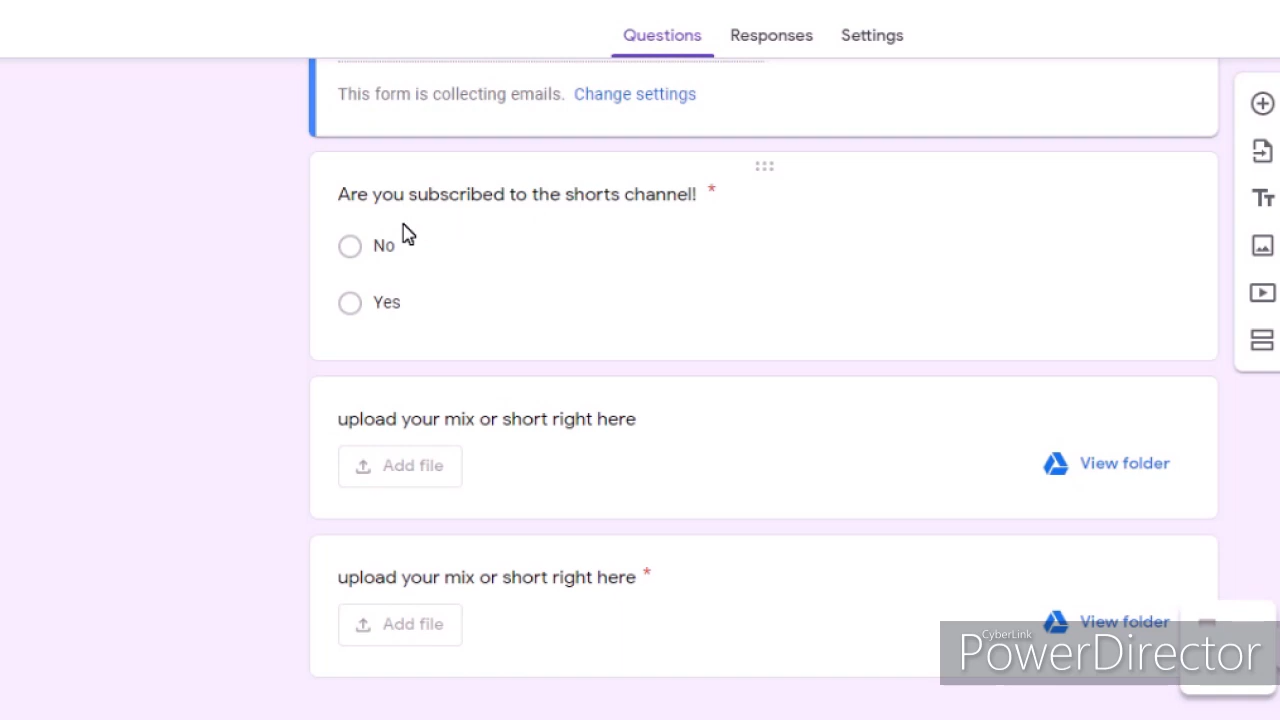 Questions Responses Settings
This form is collecting emails. Change settings
Are you subscribed to the shorts channel! *
No
Yes
upload your mix or short right here
Add file
View folder
upload your mix or short right here *
Add file
View folder
CyberLink
PowerDirector
Tт